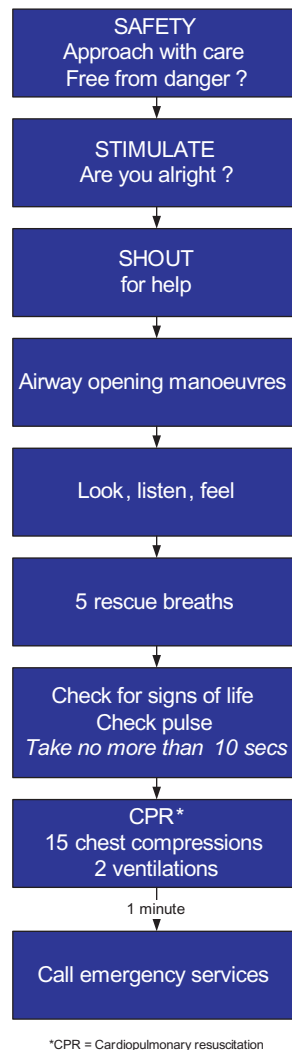 SAFETY
Approach with care
Free from danger ?
STIMULATE
Are you alright ?
SHOUT
for help
Airway opening manoeuvres
Look, listen, feel
5 rescue breaths
Check for signs of life
Check pulse
Take no more than 10 secs
CPR*
15 chest compressions
2 ventilations
1 minute
Call emergency services
*CPR = Cardiopulmonary resuscitation